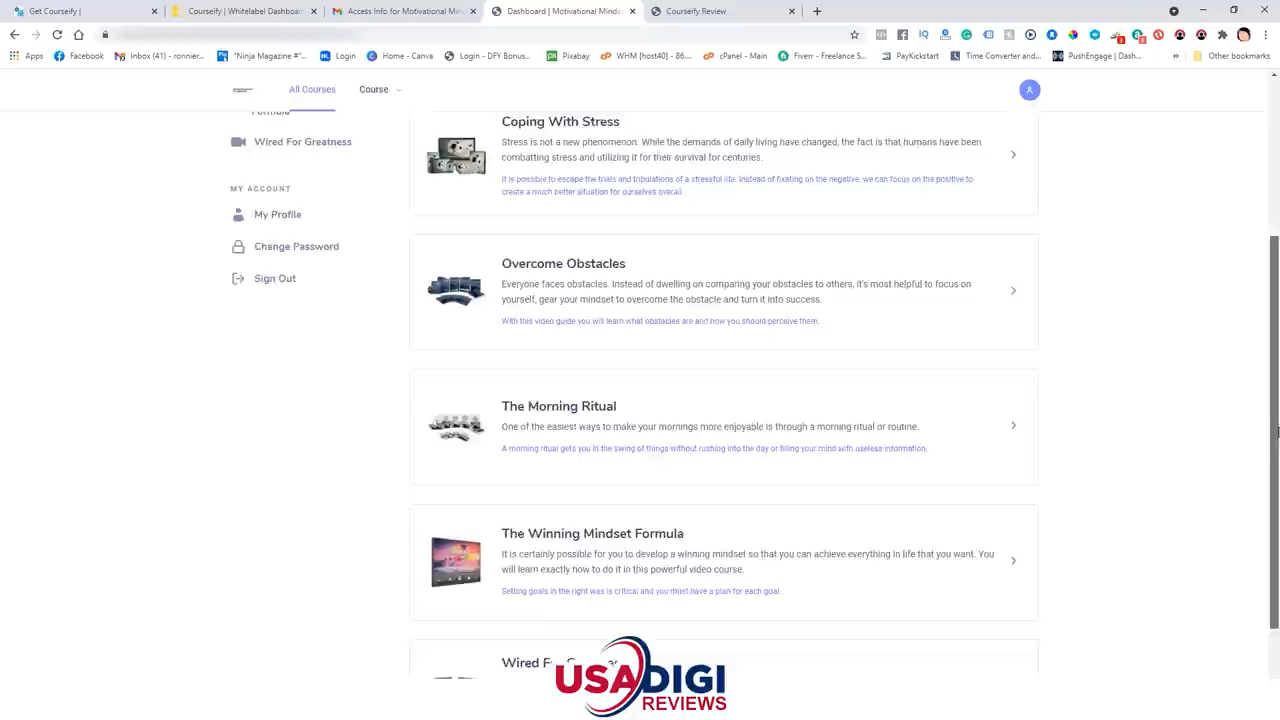 Get Courseify |
Courseify | Whitelabel Dashboar
Access Info for Motivational Min
Dashboard | Motivational Mindse
Courseify Review
Apps
Facebook
Inbox (41) - ronnier...
"Ninja Magazine #"...
Login
Home - Canva
Login - DFY Bonus...
Pixabay
WHM [host40] - 86....
cPanel - Main
Fiverr - Freelance S...
PayKickstart
Time Converter and...
PushEngage | Dash...
»
Other bookmarks
All Courses
Course
A
Formula
Wired For Greatness
MY ACCOUNT
My Profile
Change Password
Sign Out
Coping With Stress
Stress is not a new phenomenon. While the demands of daily living have changed, the fact is that humans have been
combatting stress and utilizing it for their survival for centuries.
It is possible to escape the trials and tribulations of a stressful life. Instead of fixating on the negative, we can focus on the positive to
create a much better situation for ourselves overall.
Overcome Obstacles
Everyone faces obstacles. Instead of dwelling on comparing your obstacles to others, it's most helpful to focus on
yourself, gear your mindset to overcome the obstacle and turn it into success.
With this video guide you will learn what obstacles are and how you should perceive them.
The Morning Ritual
One of the easiest ways to make your mornings more enjoyable is through a morning ritual or routine.
A morning ritual gets you in the swing of things without rushing into the day or filling your mind with useless information.
The Winning Mindset Formula
It is certainly possible for you to develop a winning mindset so that you can achieve everything in life that you want. You
will learn exactly how to do it in this powerful video course.
Setting goals in the right was is critical and you must have a plan for each goal.
Wired
USADIGI
REVIEWS